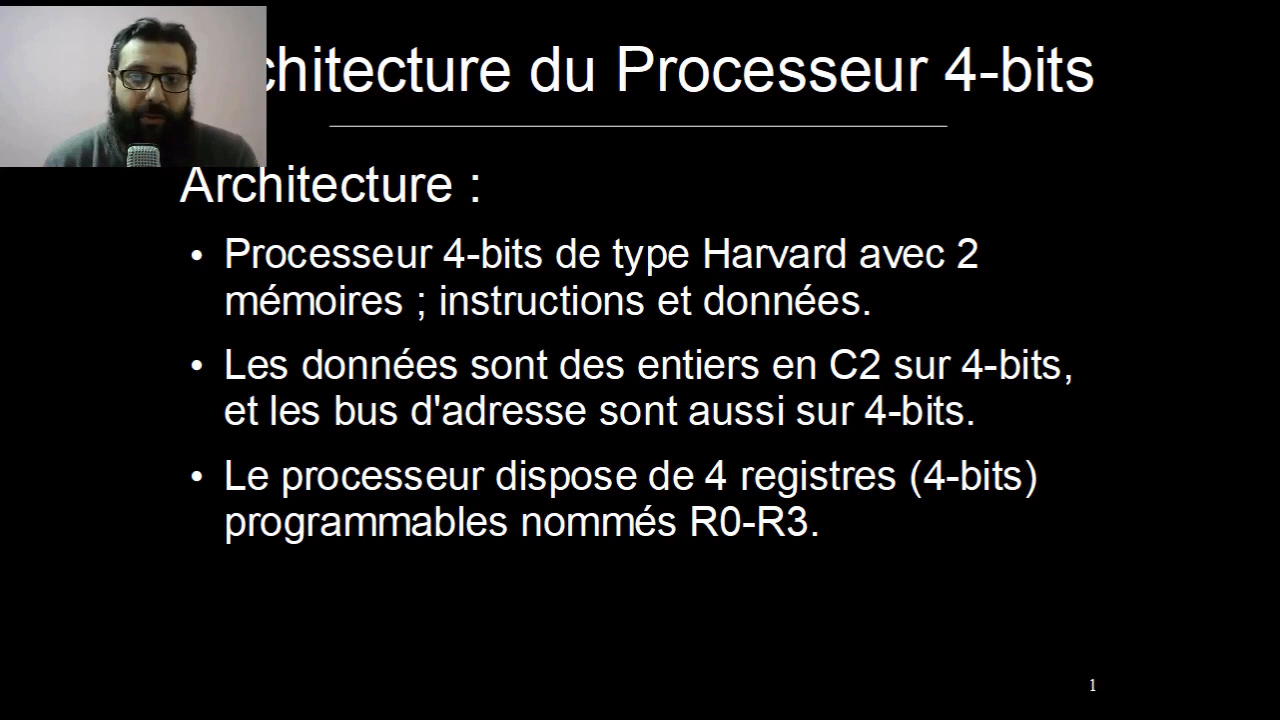 chitecture du Processeur 4-bits
Architecture :
• Processeur 4-bits de type Harvard avec 2
mémoires ; instructions et données.
• Les données sont des entiers en C2 sur 4-bits,
et les bus d'adresse sont aussi sur 4-bits.
• Le processeur dispose de 4 registres (4-bits)
programmables nommés R0-R3.
1